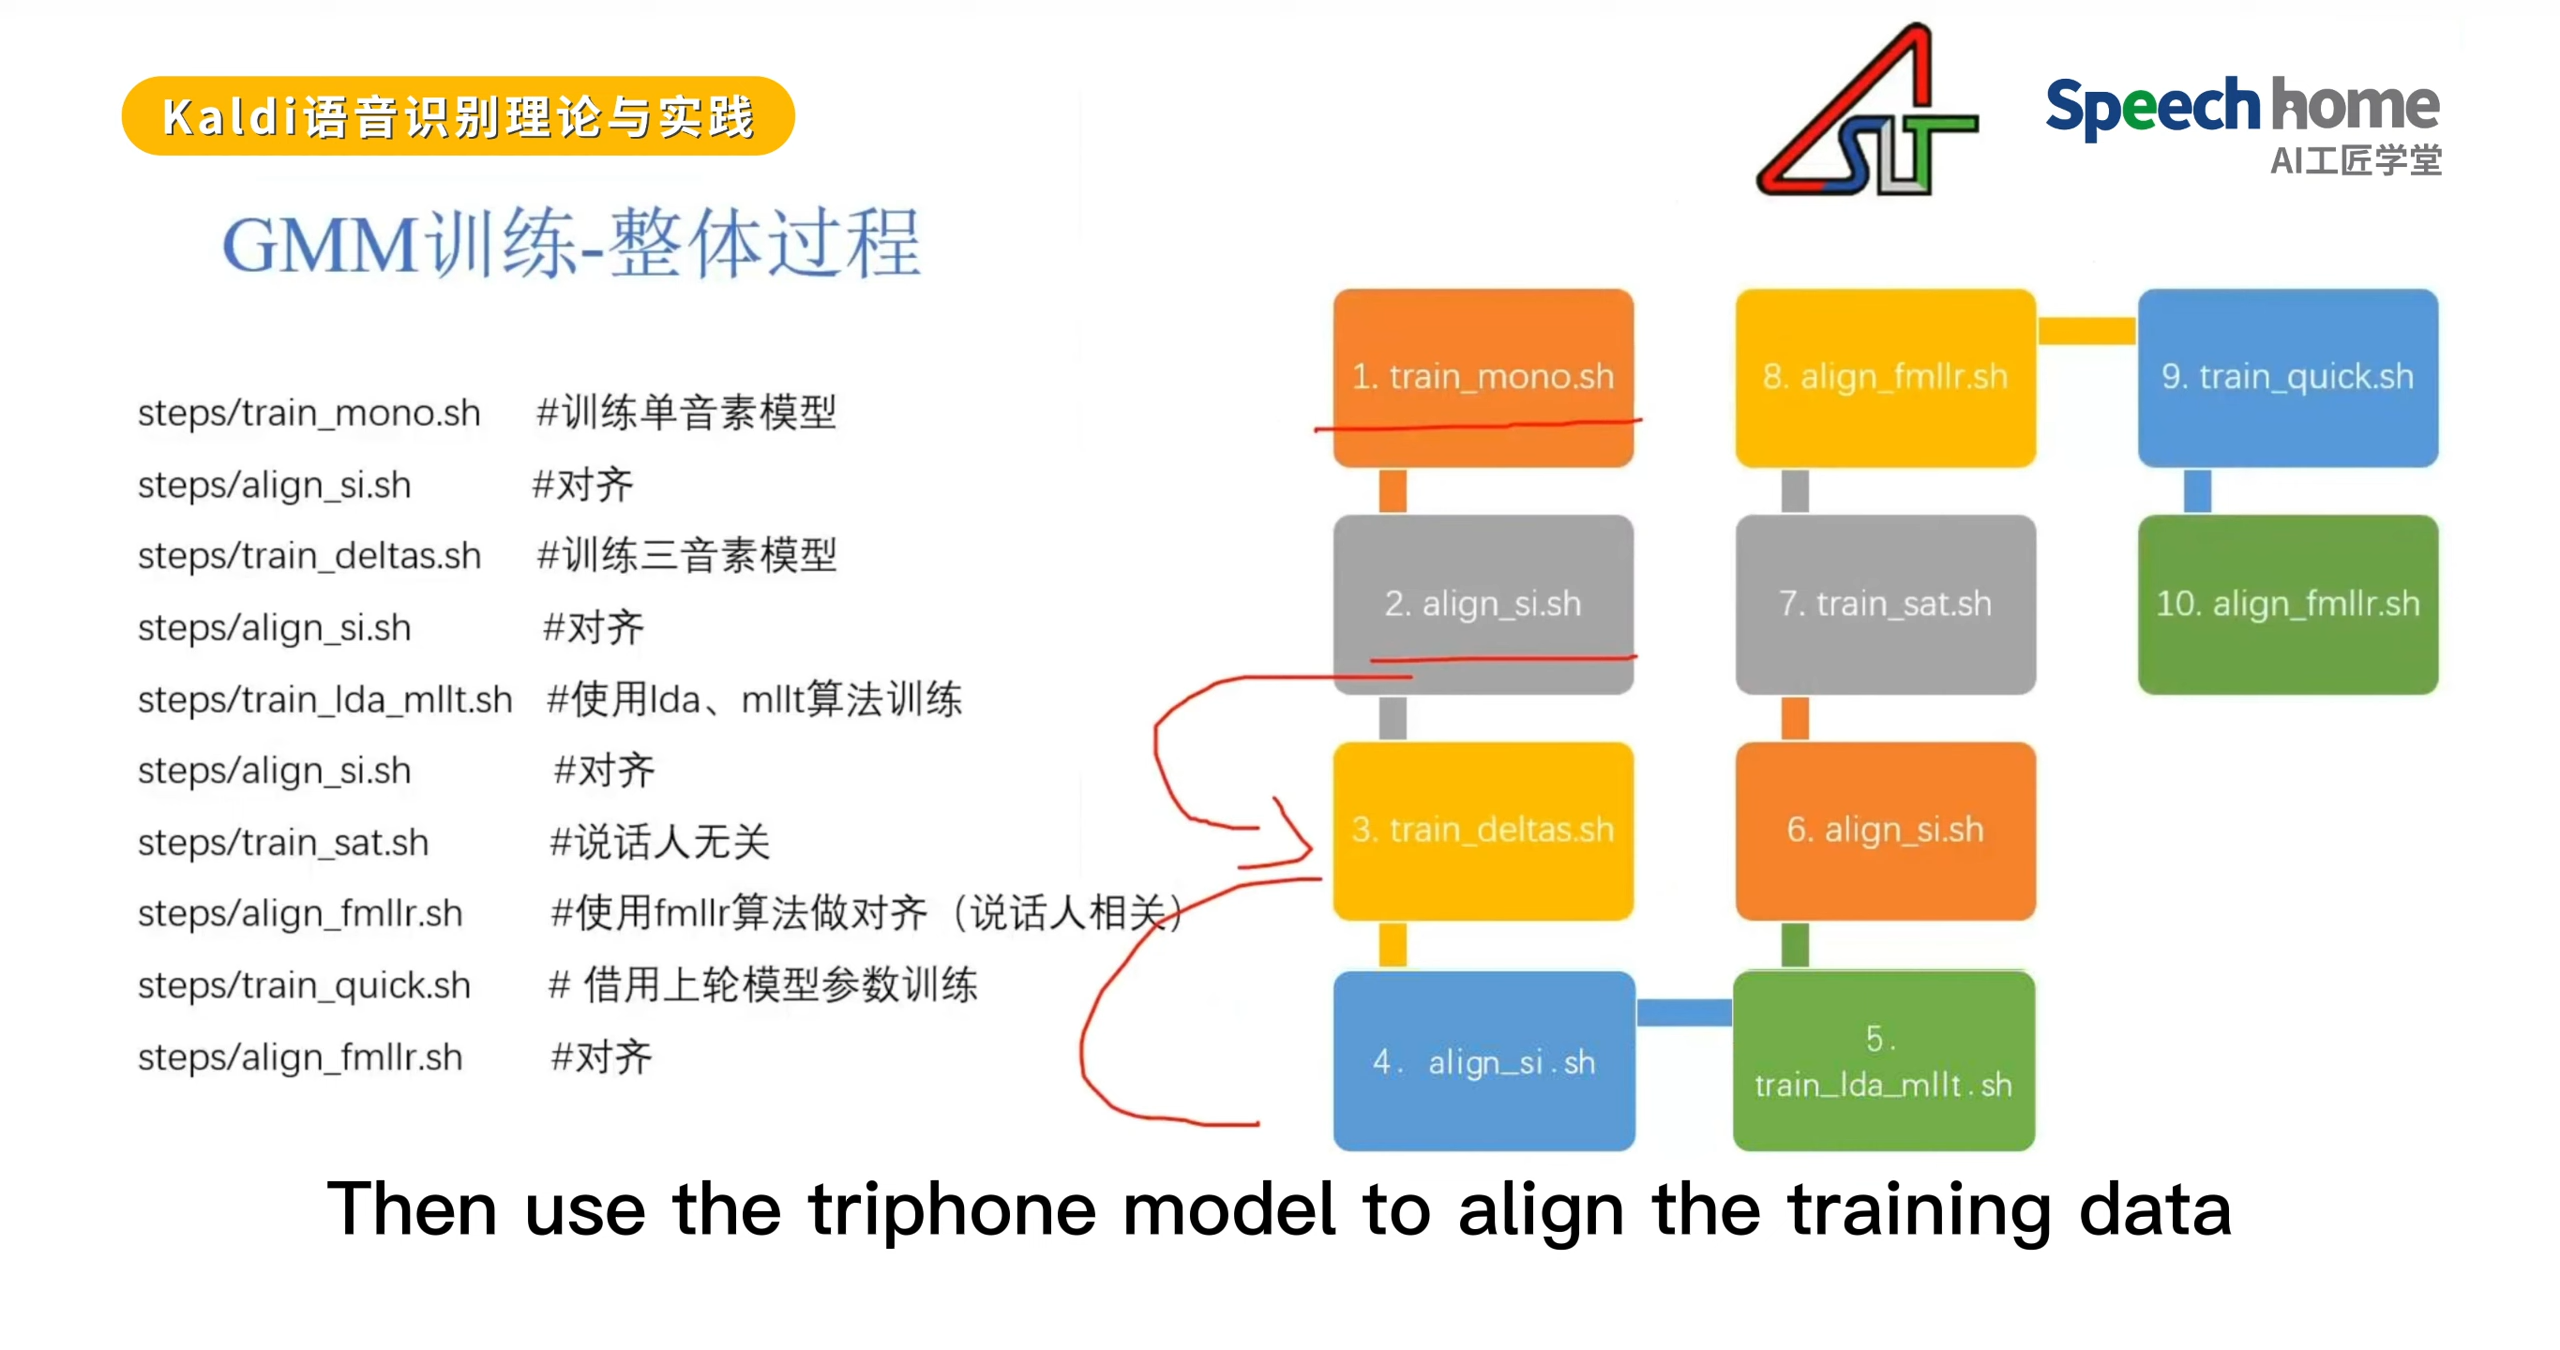 Kaldi语音识别理论与实践
ASLT
Speechhome
AI工匠学堂
GMM训练-整体过程
steps/train_mono.sh #训练单音素模型
steps/align_si.sh #对齐
steps/train_deltas.sh #训练三音素模型
steps/align_si.sh #对齐
steps/train_lda_mllt.sh #使用lda、mllt算法训练
steps/align_si.sh #对齐
steps/train_sat.sh #说话人无关
steps/align_fmllr.sh #使用fmllr算法做对齐（说话人相关）
steps/train_quick.sh # 借用上轮模型参数训练
steps/align_fmllr.sh #对齐
1. train_mono.sh
2. align_si.sh
3. train_deltas.sh
4. align_si.sh
5.
train_lda_mllt.sh
6. align_si.sh
7. train_sat.sh
8. align_fmllr.sh
9. train_quick.sh
10. align_fmllr.sh
Then use the triphone model to align the training data